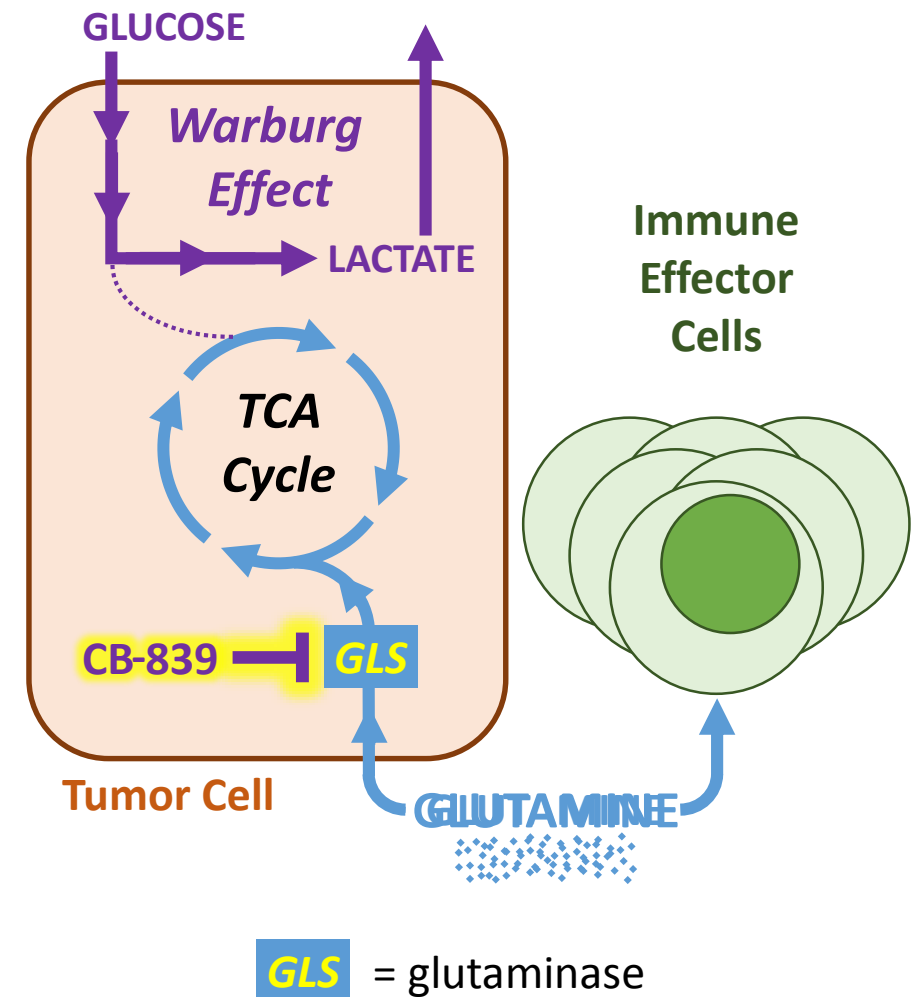 GLUCOSE
Warburg
Effect
LACTATE
Immune
Effector
Cells
TCA
Cycle
CB-839
GLS
Tumor Cell
GLUTAMINE
GLS = glutaminase